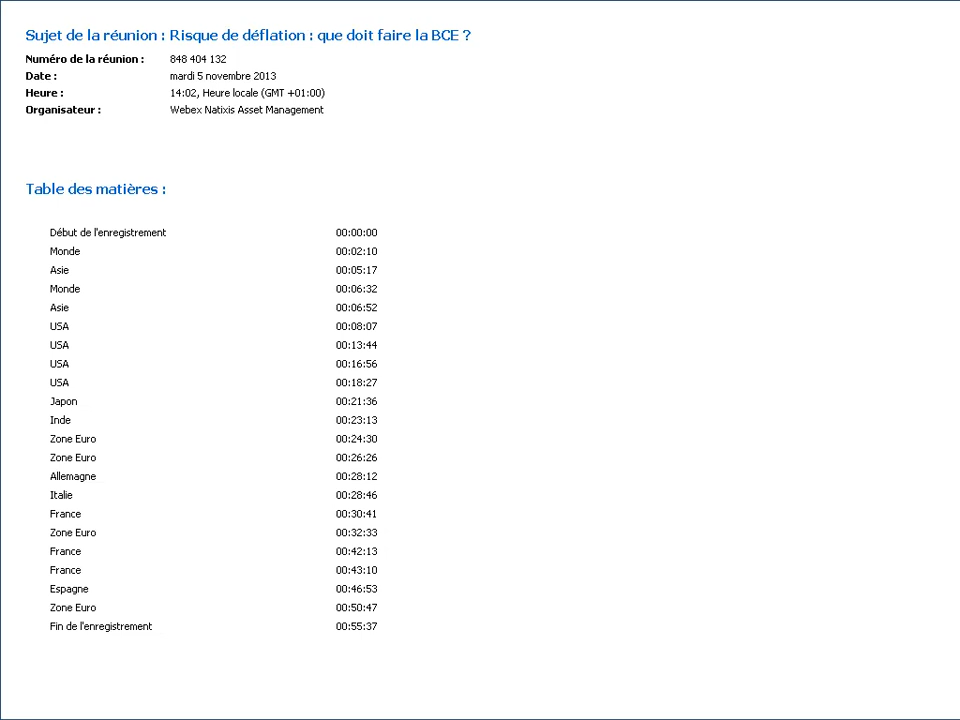 Sujet de la réunion : Risque de déflation : que doit faire la BCE ?
Numéro de la réunion : 848 404 132
Date : mardi 5 novembre 2013
Heure : 14:02, Heure locale (GMT +01:00)
Organisateur : Webex Natixis Asset Management
Table des matières :
Début de l'enregistrement 00:00:00
Monde 00:02:10
Asie 00:05:17
Monde 00:06:32
Asie 00:06:52
USA 00:08:07
USA 00:13:44
USA 00:16:56
USA 00:18:27
Japon 00:21:36
Inde 00:23:13
Zone Euro 00:24:30
Zone Euro 00:26:26
Allemagne 00:28:12
Italie 00:28:46
France 00:30:41
Zone Euro 00:32:33
France 00:42:13
France 00:43:10
Espagne 00:46:53
Zone Euro 00:50:47
Fin de l'enregistrement 00:55:37